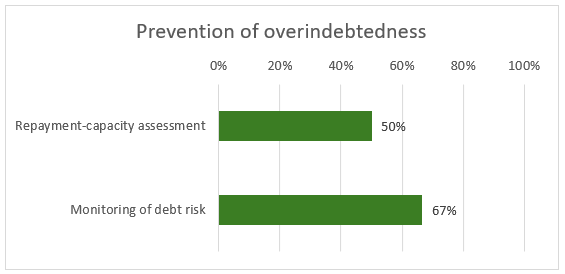 Prevention of overindebtedness
0% 20% 40% 60% 80% 100%
Repayment-capacity assessment 50%
Monitoring of debt risk 67%